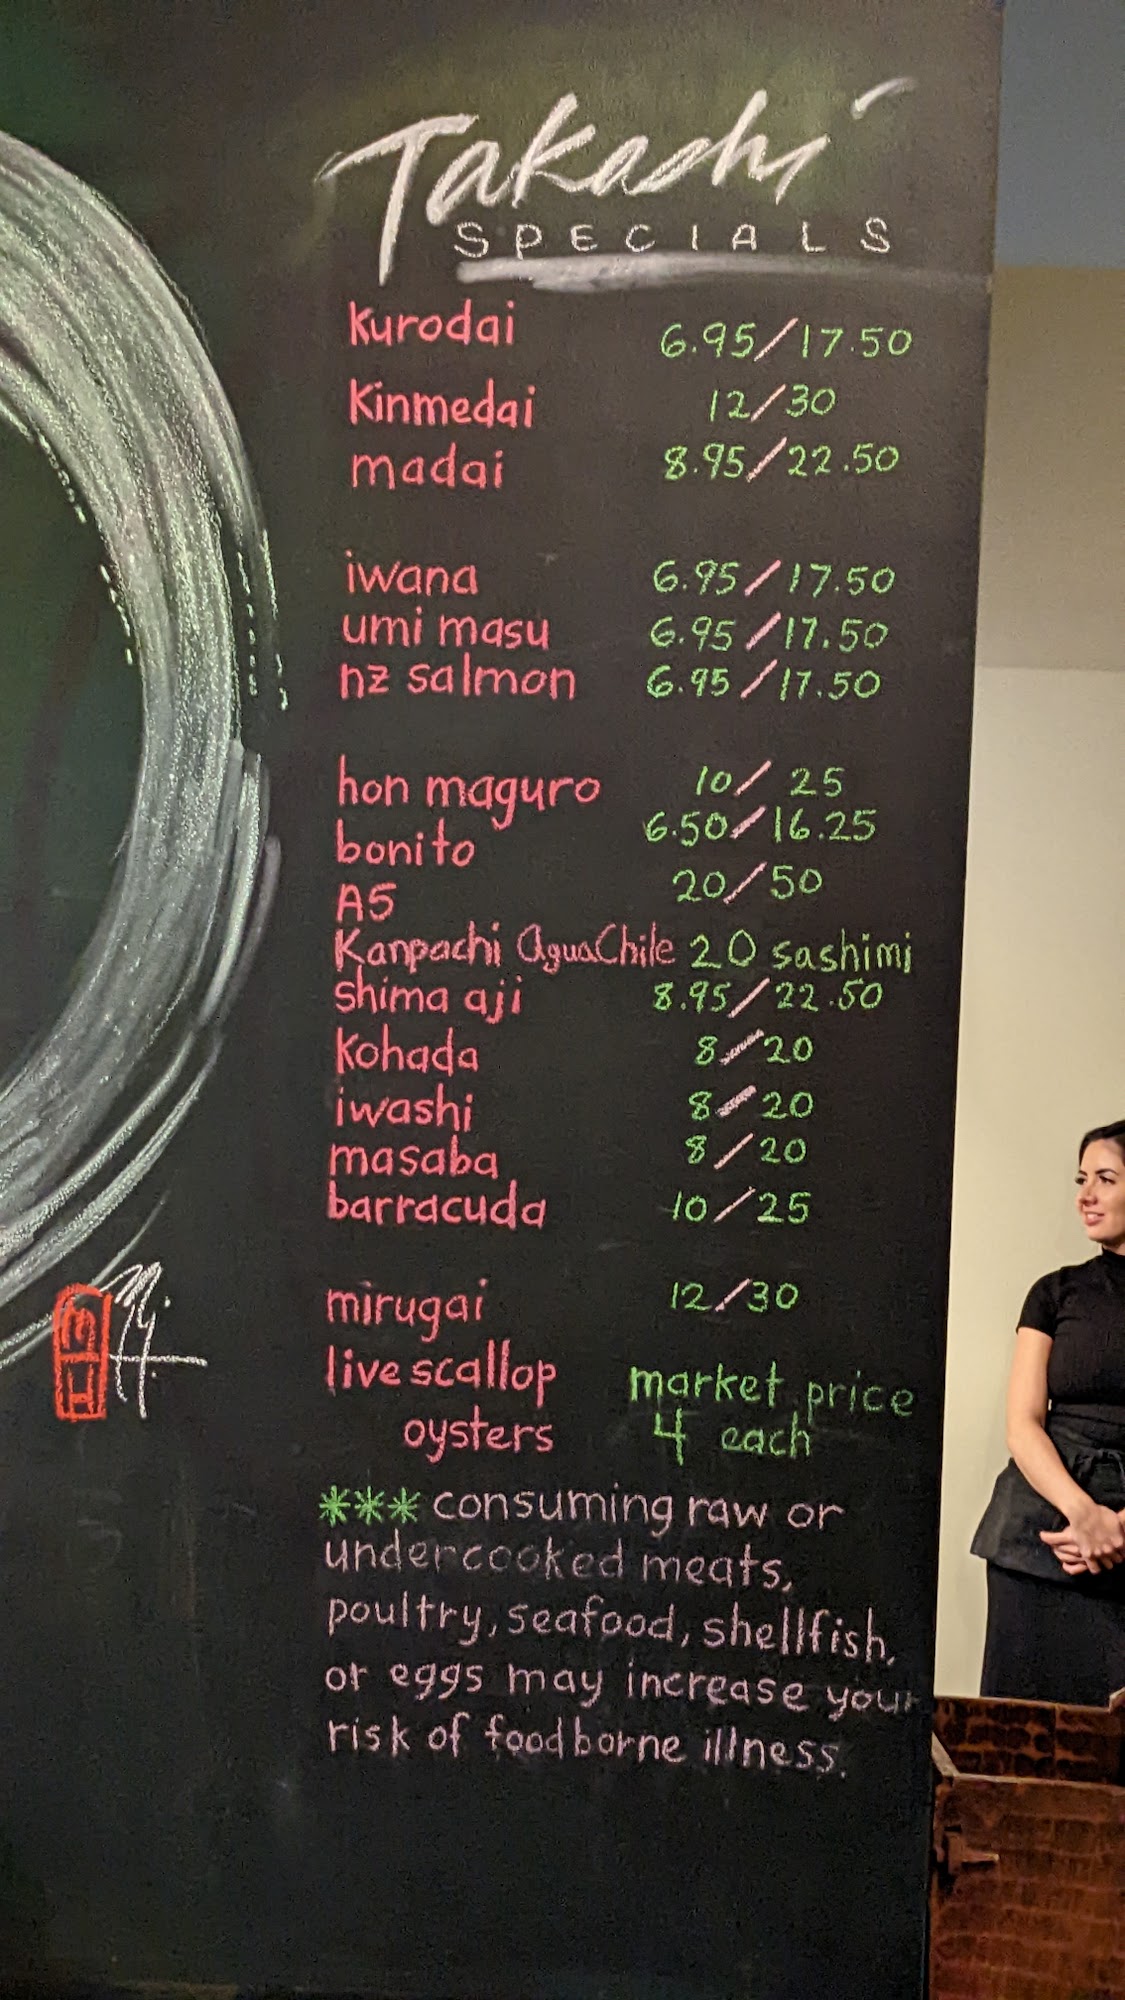 Takashi
SPECIALS
kurodai 6.95/17.50
Kinmedai 12/30
madai 8.95/22.50
iwana 6.95/17.50
umi masu 6.95/17.50
nz salmon 6.95/17.50
hon maguro 10/25
bonito 6.50/16.25
A5 20/50
Kanpachi AguaChile 20 sashimi
shima aji 8.95/22.50
Kohada 8/20
iwashi 8/20
masaba 8/20
barracuda 10/25
mirugai 12/30
live scallop market price
oysters 4 each
*** consuming raw or
undercooked meats,
poultry, seafood, shellfish,
or eggs may increase your
risk of foodborne illness.